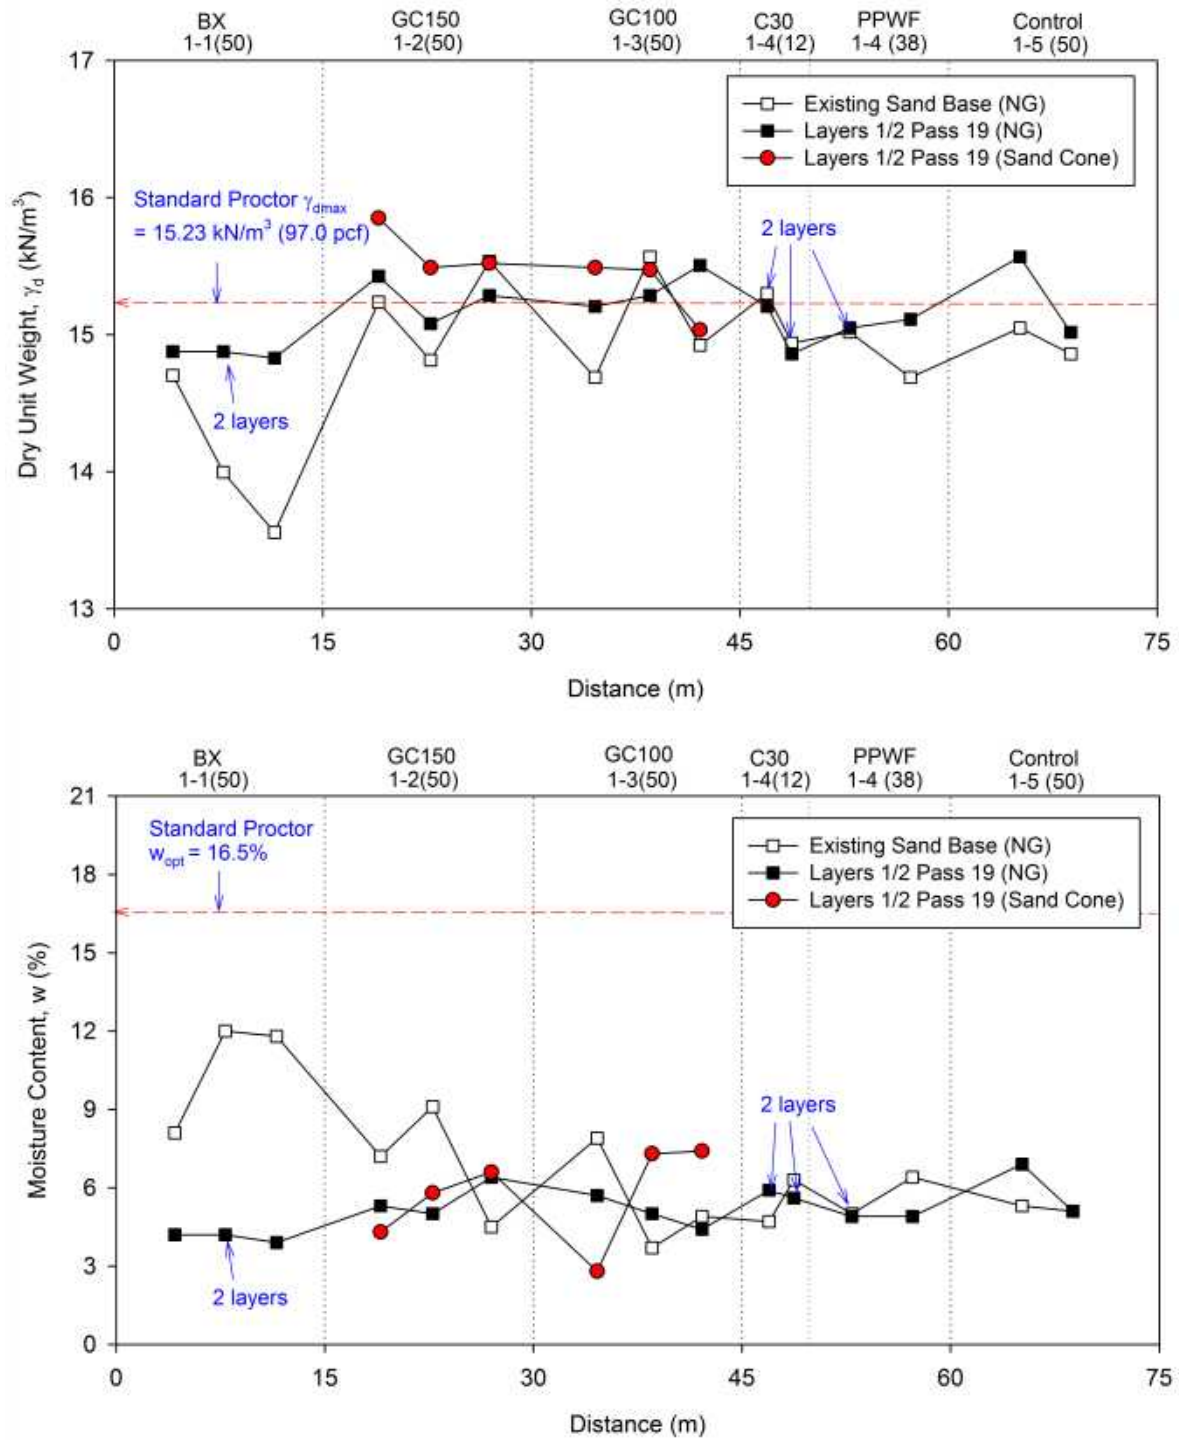 BX GC150 GC100 C30 PPWF Control
1-1(50) 1-2(50) 1-3(50) 1-4(12) 1-4 (38) 1-5 (50)
17
Existing Sand Base (NG)
Layers 1/2 Pass 19 (NG)
Layers 1/2 Pass 19 (Sand Cone)
16
Standard Proctor γdmax
= 15.23 kN/m³ (97.0 pcf)
2 layers
15
2 layers
14
13
Dry Unit Weight, γd (kN/m³)
0 15 30 45 60 75
Distance (m)
BX GC150 GC100 C30 PPWF Control
1-1(50) 1-2(50) 1-3(50) 1-4(12) 1-4 (38) 1-5 (50)
21
Standard Proctor
wopt = 16.5%
Existing Sand Base (NG)
Layers 1/2 Pass 19 (NG)
Layers 1/2 Pass 19 (Sand Cone)
18
15
12
9
2 layers
6
3
2 layers
0
Moisture Content, w (%)
0 15 30 45 60 75
Distance (m)